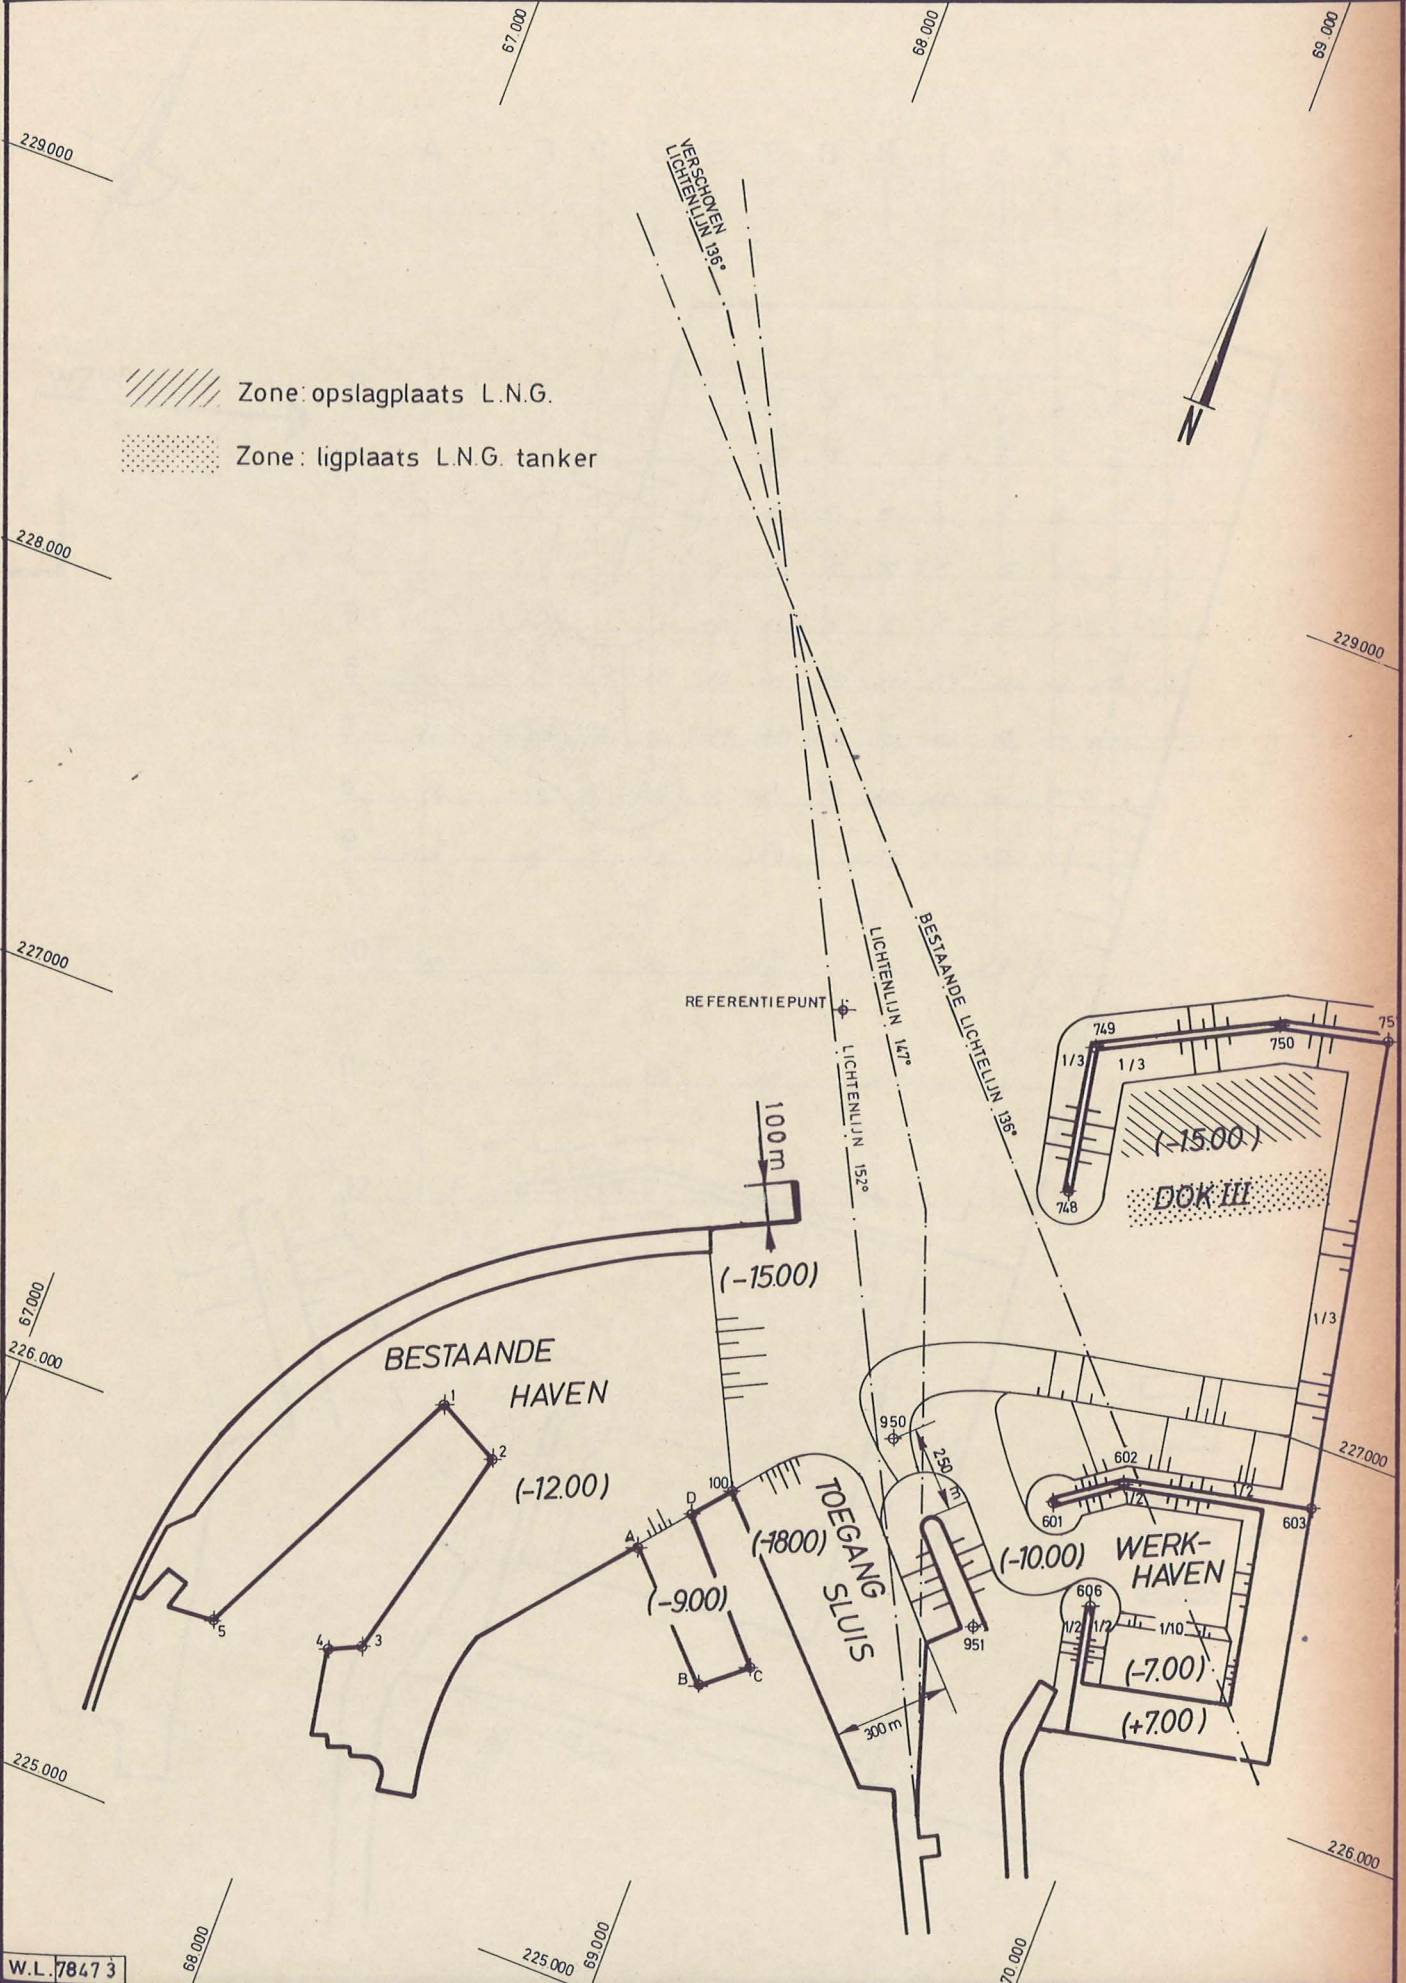 67.000
68.000
69.000
229.000
VERSCHOVEN
LICHTENLIJN 136°
N
Zone: opslagplaats L.N.G.
Zone: ligplaats L.N.G. tanker
228.000
229.000
227.000
REFERENTIEPUNT
LICHTENLIJN 147°
BESTAANDE LICHTELIJN 136°
LICHTENLIJN 152°
749
750
75
1/3
1/3
(-15.00)
DOK III
748
100 m
(-15.00)
67.000
226.000
1/3
BESTAANDE
HAVEN
1
2
(-12.00)
950
250 m
602
227.000
100
D
A
TOEGANG
SLUIS
(-1800)
601
1/2
1/2
603
(-10.00)
WERK-
HAVEN
(-9.00)
606
5
4
3
951
1/2
1/2
1/10
B
C
(-7.00)
300 m
(+7.00)
225.000
226.000
68.000
225.000
69.000
70.000
W.L. 78473